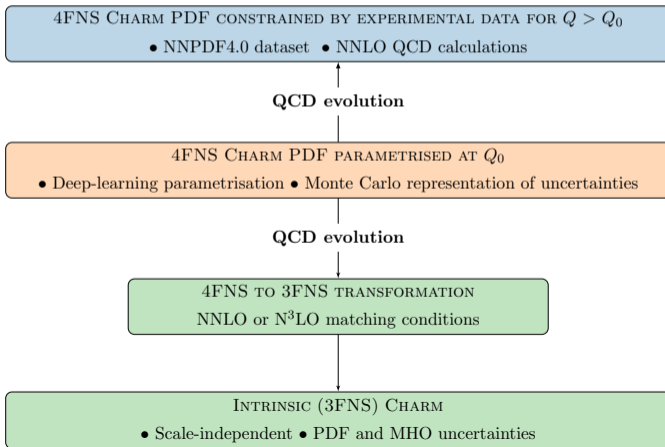 4FNS Charm PDF constrained by experimental data for Q > Q₀
• NNPDF4.0 dataset • NNLO QCD calculations
QCD evolution
4FNS Charm PDF parametrised at Q₀
• Deep-learning parametrisation • Monte Carlo representation of uncertainties
QCD evolution
4FNS to 3FNS transformation
NNLO or N³LO matching conditions
Intrinsic (3FNS) Charm
• Scale-independent • PDF and MHO uncertainties